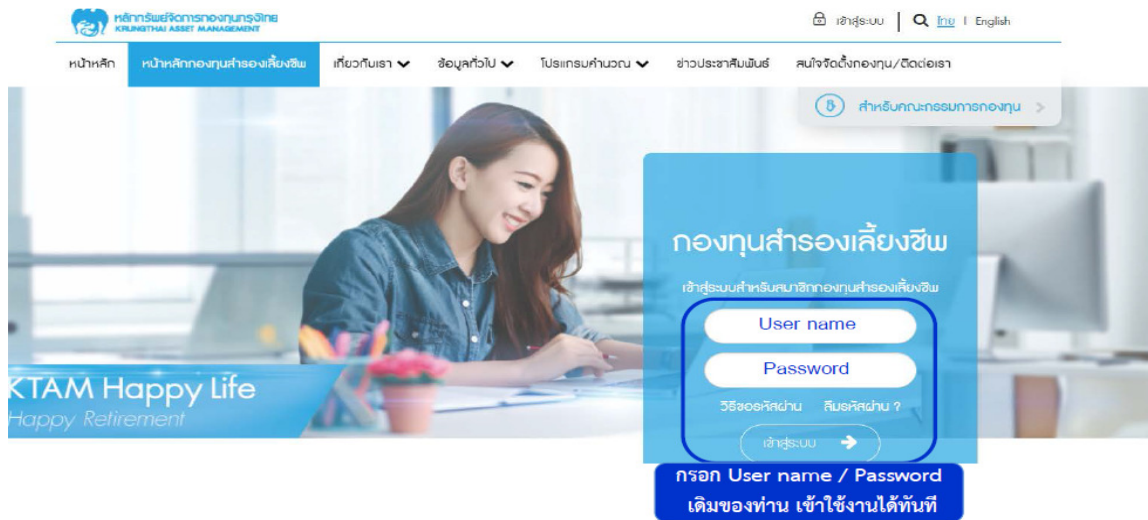 หลักทรัพย์จัดการกองทุนกรุงไทย
KRUNGTHAI ASSET MANAGEMENT
เข้าสู่ระบบ | ไทย | English
หน้าหลัก หน้าหลักกองทุนสำรองเลี้ยงชีพ เกี่ยวกับเรา ข้อมูลทั่วไป โปรแกรมคำนวณ ข่าวประชาสัมพันธ์ สนใจจัดตั้งกองทุน/ติดต่อเรา
สำหรับคณะกรรมการกองทุน
กองทุนสำรองเลี้ยงชีพ
เข้าสู่ระบบสำหรับสมาชิกกองทุนสำรองเลี้ยงชีพ
User name
Password
วิธีขอรหัสผ่าน ลืมรหัสผ่าน ?
เข้าสู่ระบบ
KTAM Happy Life
Happy Retirement
กรอก User name / Password
เดิมของท่าน เข้าใช้งานได้ทันที